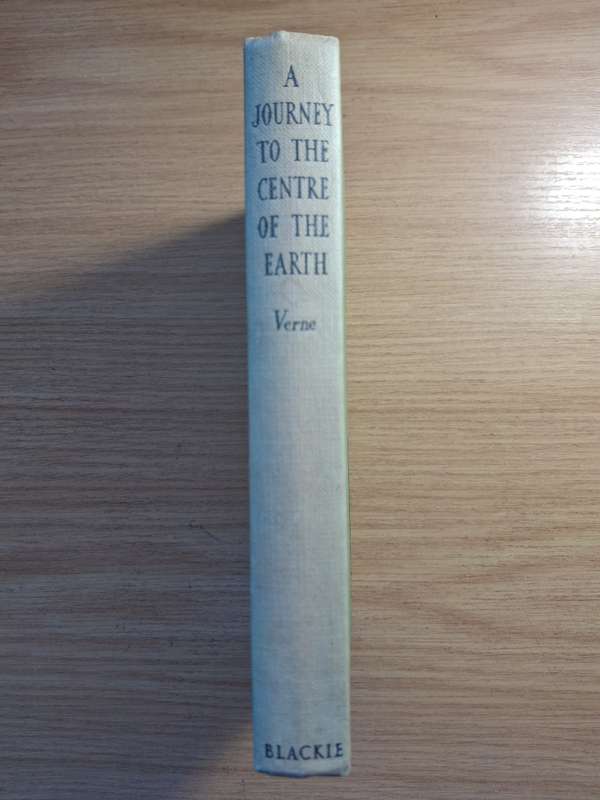 A
JOURNEY
TO THE
CENTRE
OF THE
EARTH
Verne
BLACKIE